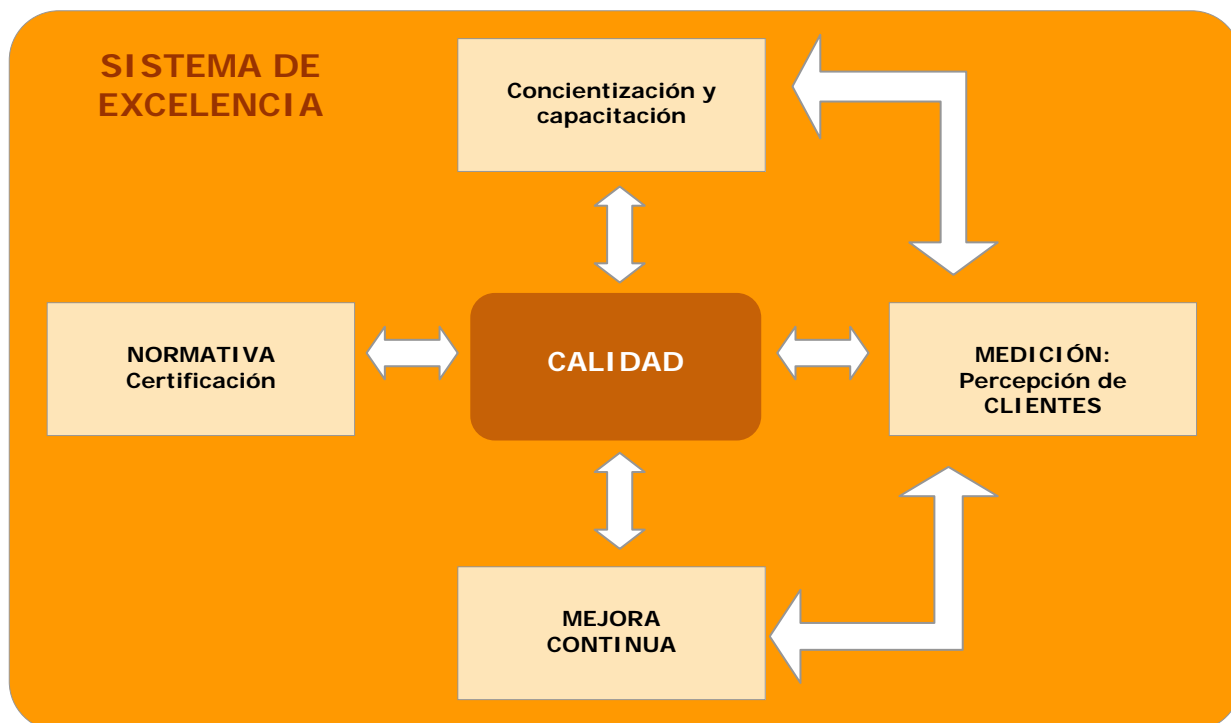 SISTEMA DE
EXCELENCIA
Concientización y
capacitación
NORMATIVA
Certificación
CALIDAD
MEDICIÓN:
Percepción de
CLIENTES
MEJORA
CONTINUA